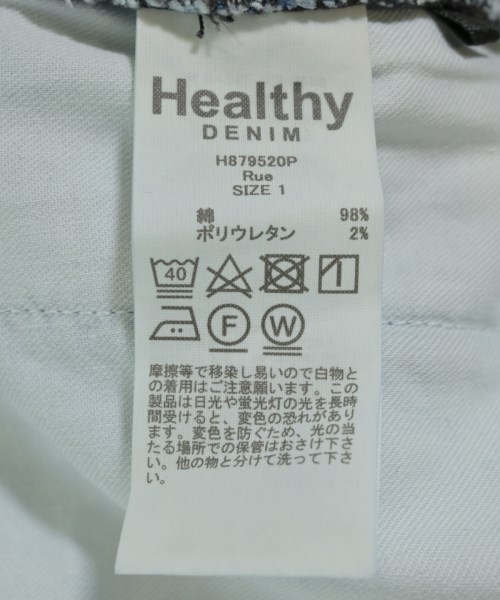 Healthy
DENIM
H879520P
Rue
SIZE 1
綿 98%
ポリウレタン 2%
40
F W
摩擦等で移染し易いので白物と
の着用はご注意願います。この
製品は日光や蛍光灯の光を長時
間受けると、変色の恐れがあり
ます。変色を防ぐため、光の当
たる場所での保管はおさけ下さ
い。他の物と分けて洗って下さ
い。